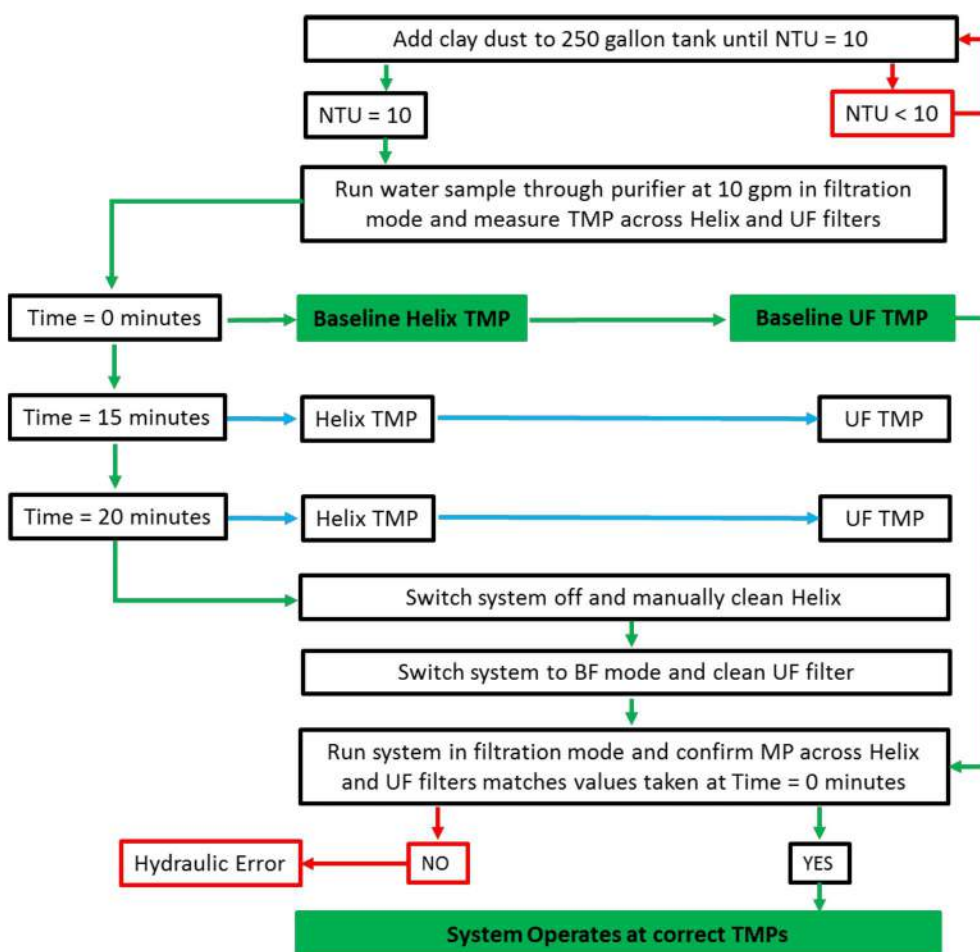 Add clay dust to 250 gallon tank until NTU = 10
NTU = 10
NTU < 10
Run water sample through purifier at 10 gpm in filtration
mode and measure TMP across Helix and UF filters
Time = 0 minutes
Baseline Helix TMP
Baseline UF TMP
Time = 15 minutes
Helix TMP
UF TMP
Time = 20 minutes
Helix TMP
UF TMP
Switch system off and manually clean Helix
Switch system to BF mode and clean UF filter
Run system in filtration mode and confirm MP across Helix
and UF filters matches values taken at Time = 0 minutes
Hydraulic Error
NO
YES
System Operates at correct TMPs